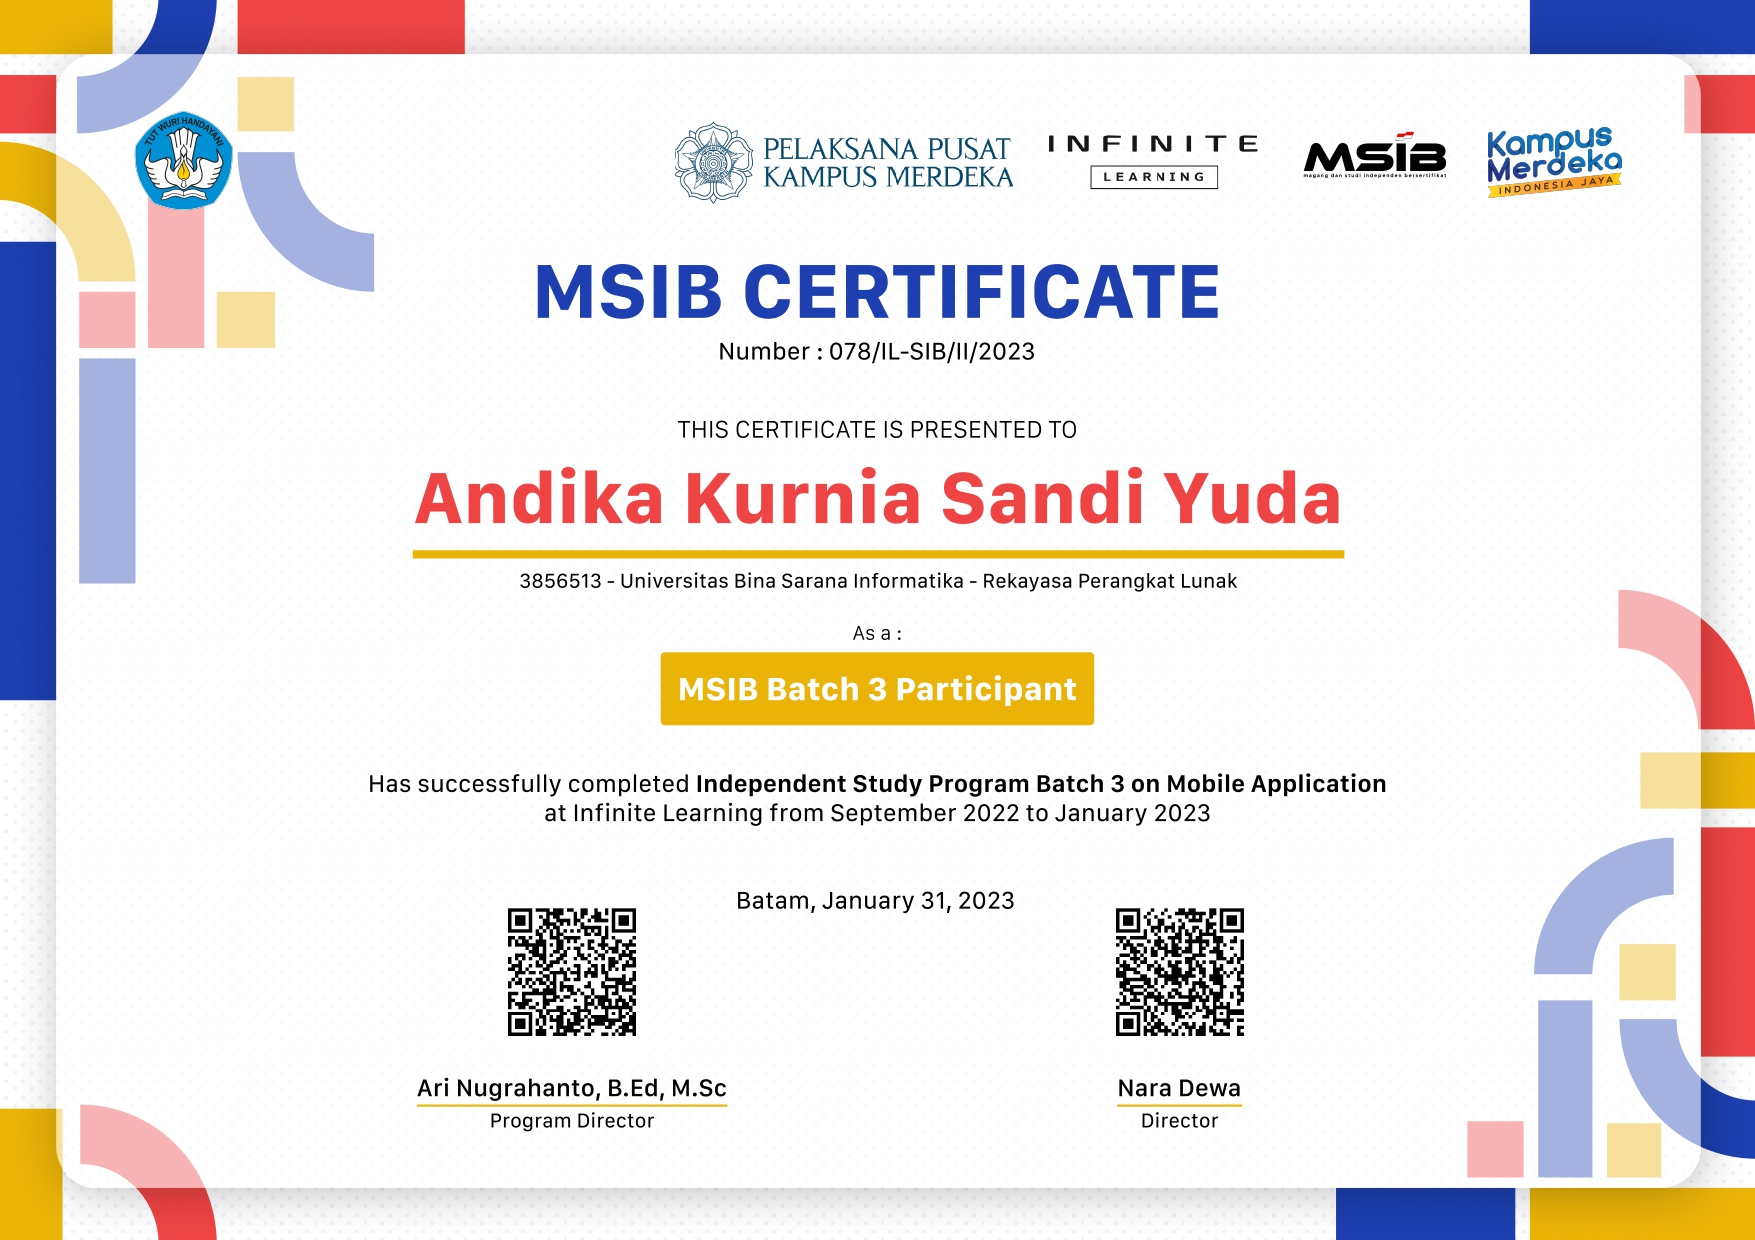 TUT WURI HANDAYANI
PELAKSANA PUSAT
KAMPUS MERDEKA
INFINITE
LEARNING
MSIB
magang dan studi independen bersertifikat
Kampus
Merdeka
INDONESIA JAYA
MSIB CERTIFICATE
Number : 078/IL-SIB/II/2023
THIS CERTIFICATE IS PRESENTED TO
Andika Kurnia Sandi Yuda
3856513 - Universitas Bina Sarana Informatika - Rekayasa Perangkat Lunak
As a :
MSIB Batch 3 Participant
Has successfully completed Independent Study Program Batch 3 on Mobile Application
at Infinite Learning from September 2022 to January 2023
Batam, January 31, 2023
Ari Nugrahanto, B.Ed, M.Sc
Program Director
Nara Dewa
Director